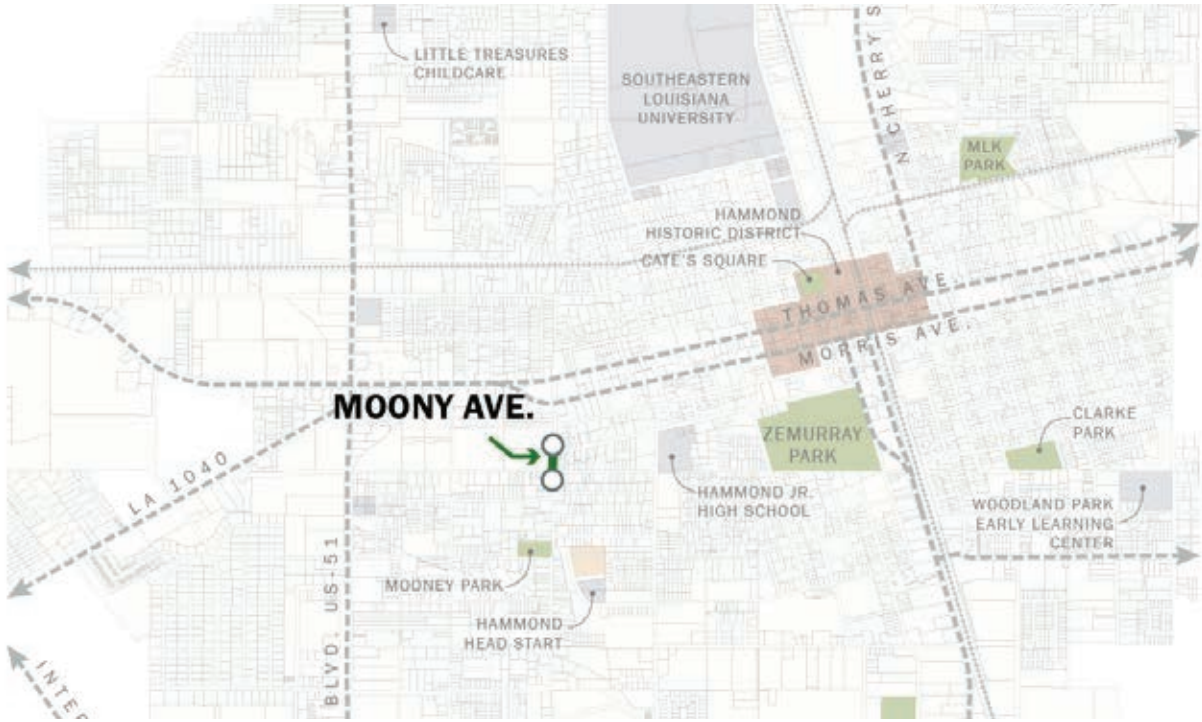 LITTLE TREASURES
CHILDCARE
SOUTHEASTERN
LOUISIANA
UNIVERSITY
N CHERRY S
MLK
PARK
HAMMOND
HISTORIC DISTRICT
CATE'S SQUARE
THOMAS AVE.
MORRIS AVE.
MOONY AVE.
LA 1040
ZEMURRAY
PARK
CLARKE
PARK
HAMMOND JR.
HIGH SCHOOL
WOODLAND PARK
EARLY LEARNING
CENTER
MOONEY PARK
HAMMOND
HEAD START
BLVD. US-51
INTER